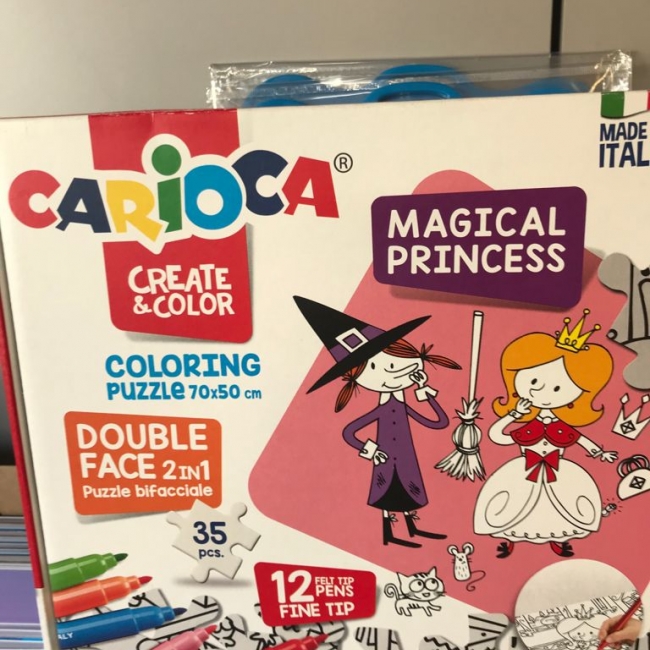 CARIOCA®
CREATE
&COLOR
MADE
ITAL
MAGICAL
PRINCESS
COLORING
PUZZLE 70x50 cm
DOUBLE
FACE 2 IN 1
Puzzle bifacciale
35
pcs.
12 FELT TIP
PENS
FINE TIP
ALY